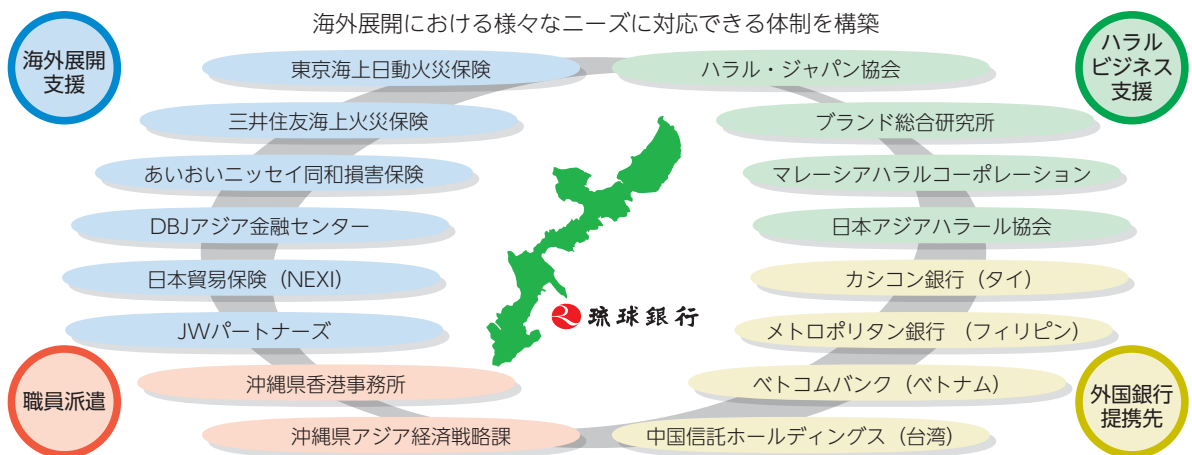 海外展開における様々なニーズに対応できる体制を構築
海外展開
支援
東京海上日動火災保険
三井住友海上火災保険
あいおいニッセイ同和損害保険
DBJアジア金融センター
日本貿易保険（NEXI）
JWパートナーズ
職員派遣
沖縄県香港事務所
沖縄県アジア経済戦略課
琉球銀行
ハラル
ビジネス
支援
ハラル・ジャパン協会
ブランド総合研究所
マレーシアハラルコーポレーション
日本アジアハラール協会
カシコン銀行（タイ）
メトロポリタン銀行 （フィリピン）
ベトコムバンク（ベトナム）
中国信託ホールディングス（台湾）
外国銀行
提携先